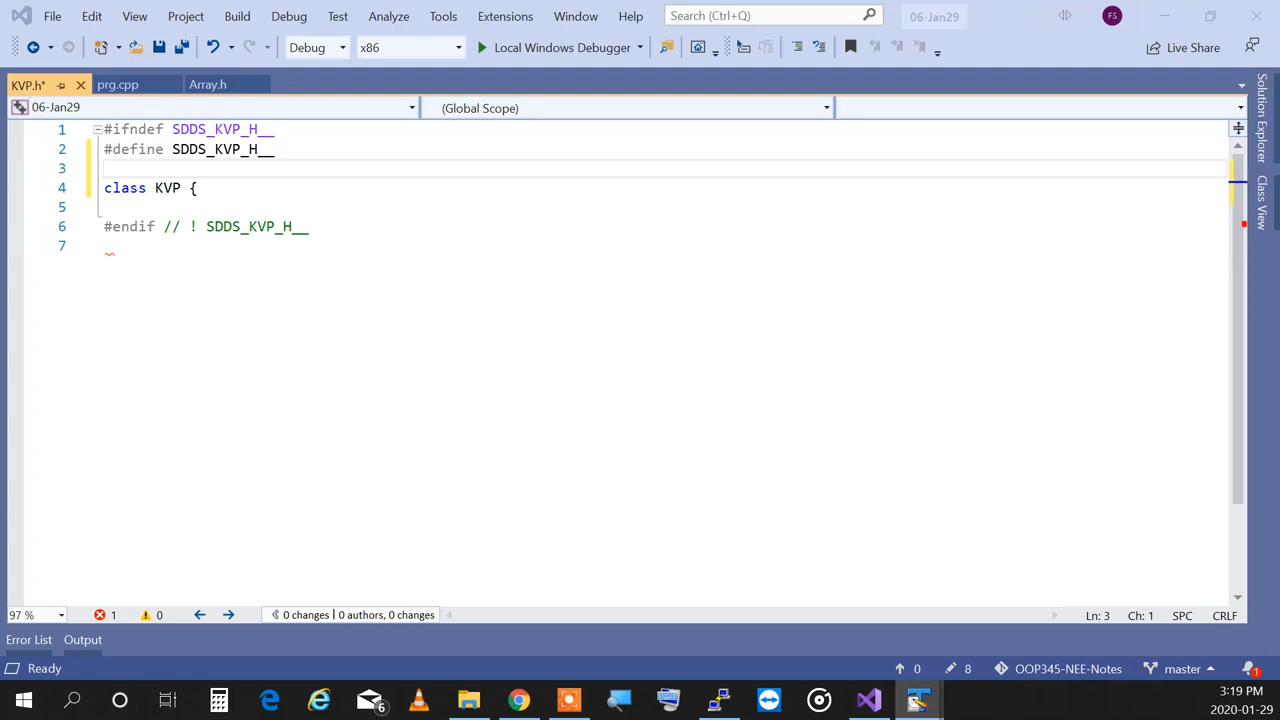 File Edit View Project Build Debug Test Analyze Tools Extensions Window Help Search (Ctrl+Q) 06-Jan29 FS
Debug x86 Local Windows Debugger Live Share
KVP.h* prg.cpp Array.h
06-Jan29 (Global Scope)
1 #ifndef SDDS_KVP_H__
2 #define SDDS_KVP_H__
3
4 class KVP {
5
6 #endif // ! SDDS_KVP_H__
7
Solution Explorer
Class View
97 % 1 0 0 changes | 0 authors, 0 changes Ln: 3 Ch: 1 SPC CRLF
Error List Output
Ready 0 8 OOP345-NEE-Notes master 1
6 3:19 PM
2020-01-29